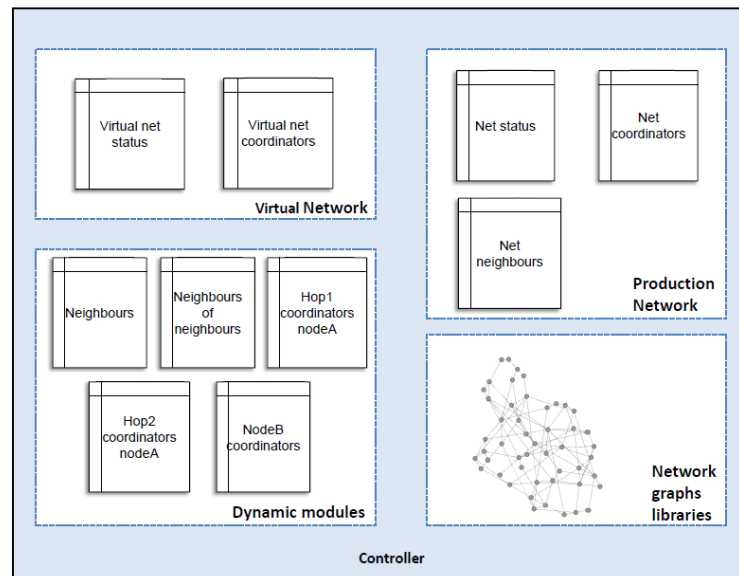 Virtual net
status
Virtual net
coordinators
Virtual Network
Net status
Net
coordinators
Net
neighbours
Production
Network
Neighbours
Neighbours
of
neighbours
Hop1
coordinators
nodeA
Hop2
coordinators
nodeA
NodeB
coordinators
Dynamic modules
Network
graphs
libraries
Controller